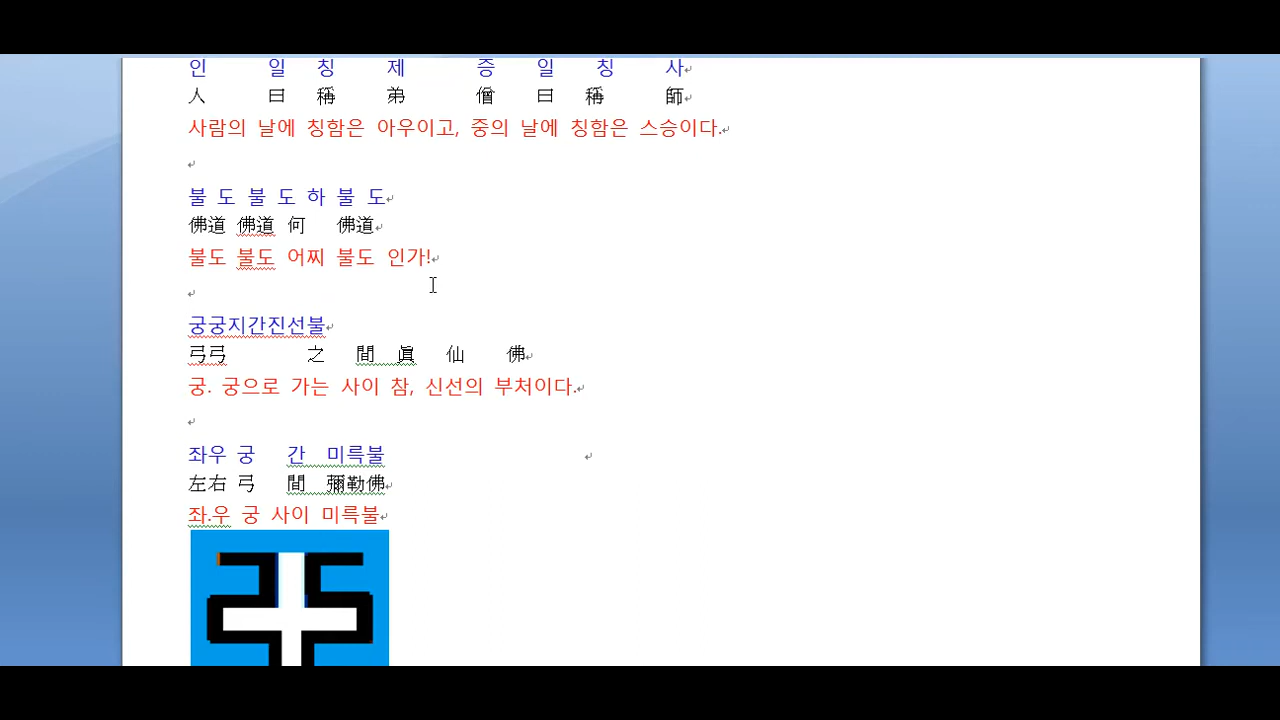 인 일 칭 제 증 일 칭 사
人 曰 稱 弟 僧 曰 稱 師
사람의 날에 칭함은 아우이고, 중의 날에 칭함은 스승이다.
불 도 불 도 하 불 도
佛道 佛道 何 佛道
불도 불도 어찌 불도 인가!
궁궁지간진선불
弓弓 之 間 眞 仙 佛
궁. 궁으로 가는 사이 참, 신선의 부처이다.
좌우 궁 간 미륵불
左右 弓 間 彌勒佛
좌.우 궁 사이 미륵불